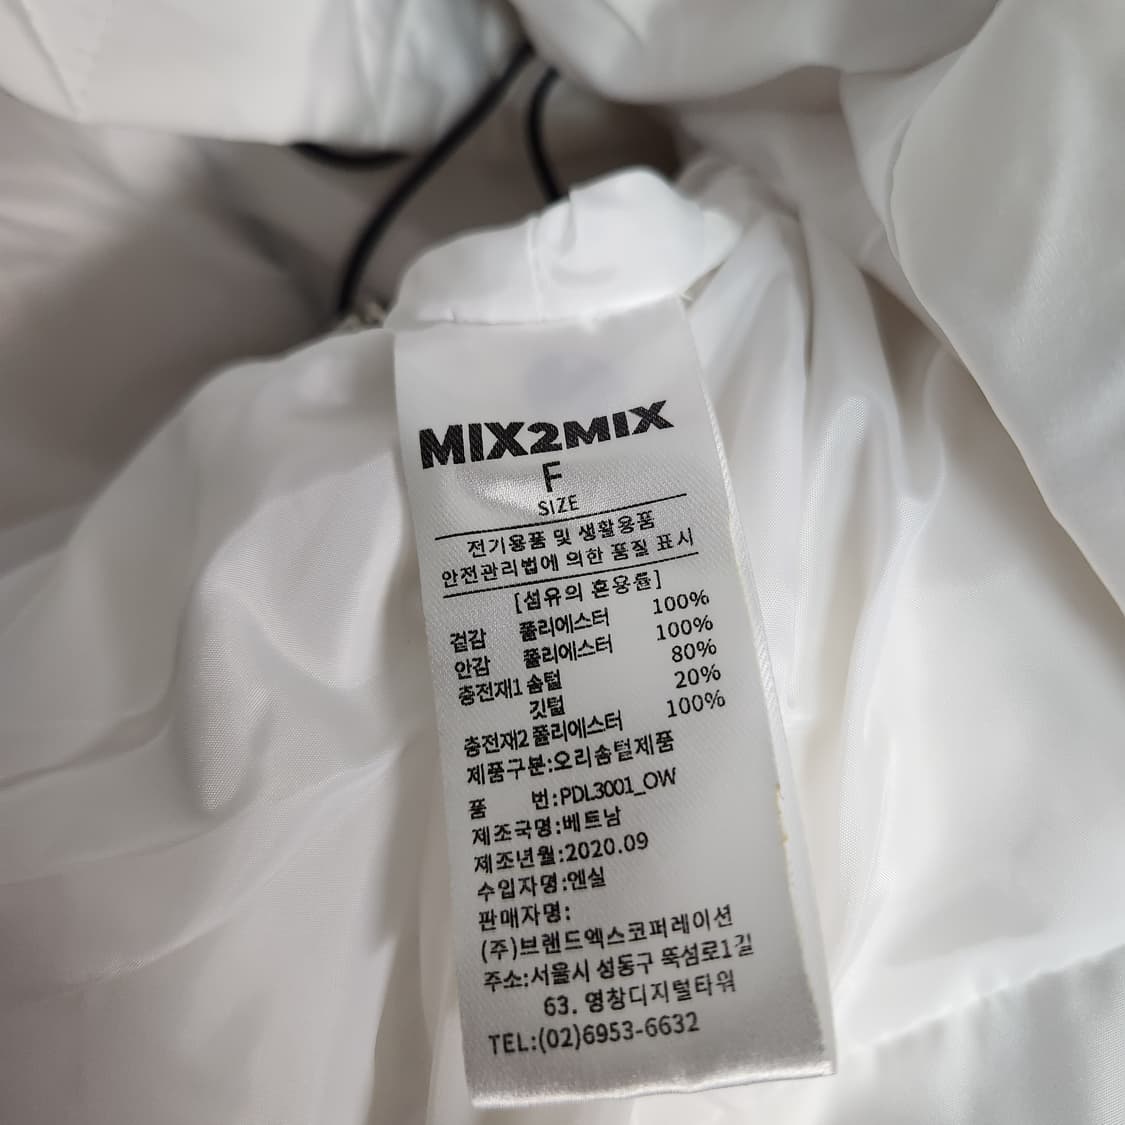 MIX2MIX
F
SIZE
전기용품 및 생활용품
안전관리법에 의한 품질 표시
[섬유의 혼용률]
겉감 폴리에스터 100%
안감 폴리에스터 100%
충전재1 솜털 80%
깃털 20%
충전재2 폴리에스터 100%
제품구분:오리솜털제품
품 번:PDL3001_OW
제조국명:베트남
제조년월:2020.09
수입자명:엔실
판매자명:
(주)브랜드엑스코퍼레이션
주소:서울시 성동구 뚝섬로1길
63. 영창디지털타워
TEL:(02)6953-6632